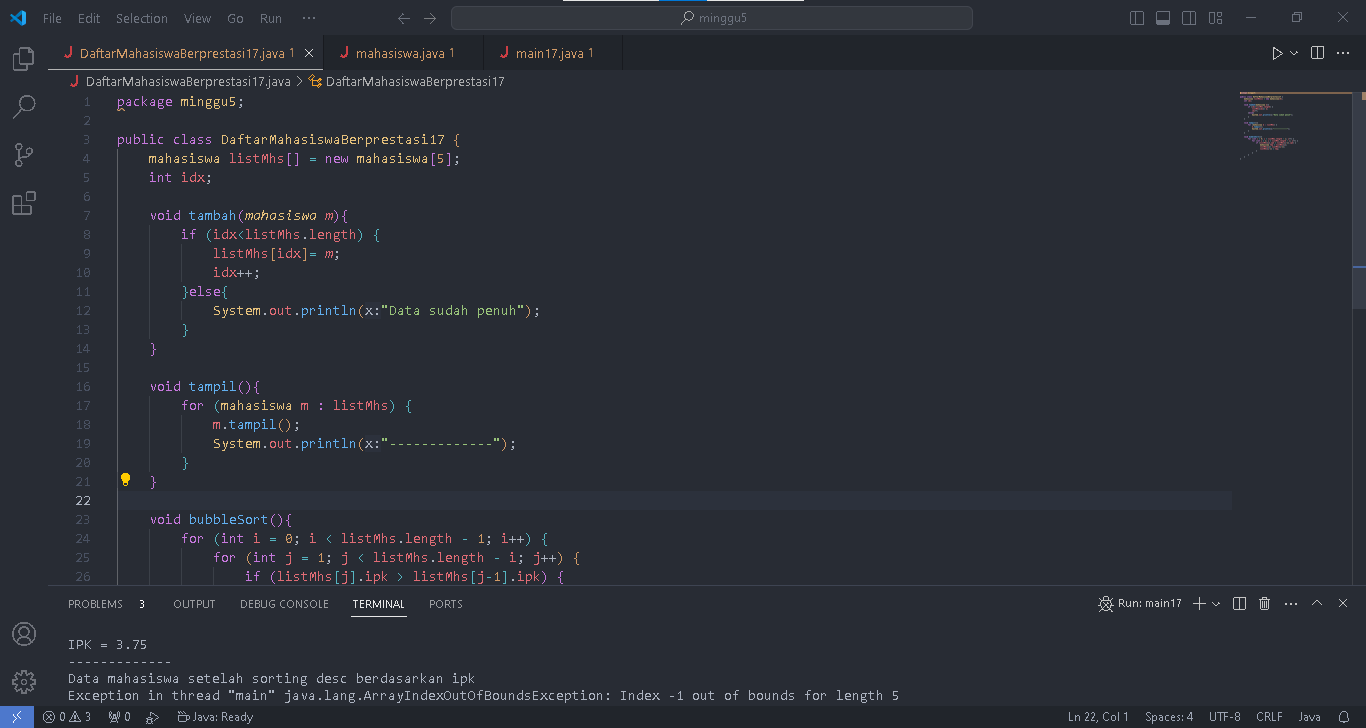 File Edit Selection View Go Run ··· minggu5
DaftarMahasiswaBerprestasi17.java 1 mahasiswa.java 1 main17.java 1
DaftarMahasiswaBerprestasi17.java > DaftarMahasiswaBerprestasi17
1 package minggu5;
2
3 public class DaftarMahasiswaBerprestasi17 {
4 mahasiswa listMhs[] = new mahasiswa[5];
5 int idx;
6
7 void tambah(mahasiswa m){
8 if (idx<listMhs.length) {
9 listMhs[idx]= m;
10 idx++;
11 }else{
12 System.out.println(x:"Data sudah penuh");
13 }
14 }
15
16 void tampil(){
17 for (mahasiswa m : listMhs) {
18 m.tampil();
19 System.out.println(x:"-------------");
20 }
21 }
22
23 void bubbleSort(){
24 for (int i = 0; i < listMhs.length - 1; i++) {
25 for (int j = 1; j < listMhs.length - i; j++) {
26 if (listMhs[j].ipk > listMhs[j-1].ipk) {
PROBLEMS 3 OUTPUT DEBUG CONSOLE TERMINAL PORTS Run: main17
IPK = 3.75
-------------
Data mahasiswa setelah sorting desc berdasarkan ipk
Exception in thread "main" java.lang.ArrayIndexOutOfBoundsException: Index -1 out of bounds for length 5
0 3 0 Java: Ready Ln 22, Col 1 Spaces: 4 UTF-8 CRLF Java